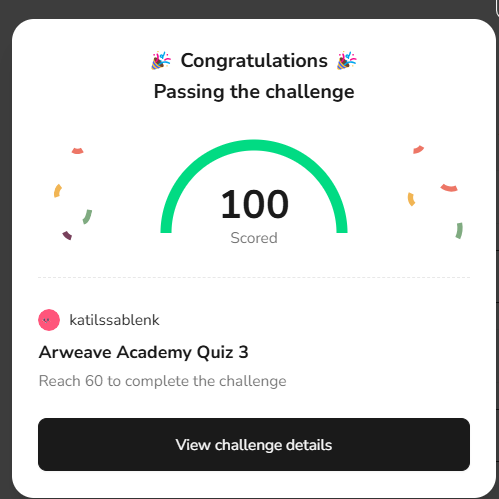 🎉 Congratulations 🎉
Passing the challenge
100
Scored
katilssablenk
Arweave Academy Quiz 3
Reach 60 to complete the challenge
View challenge details